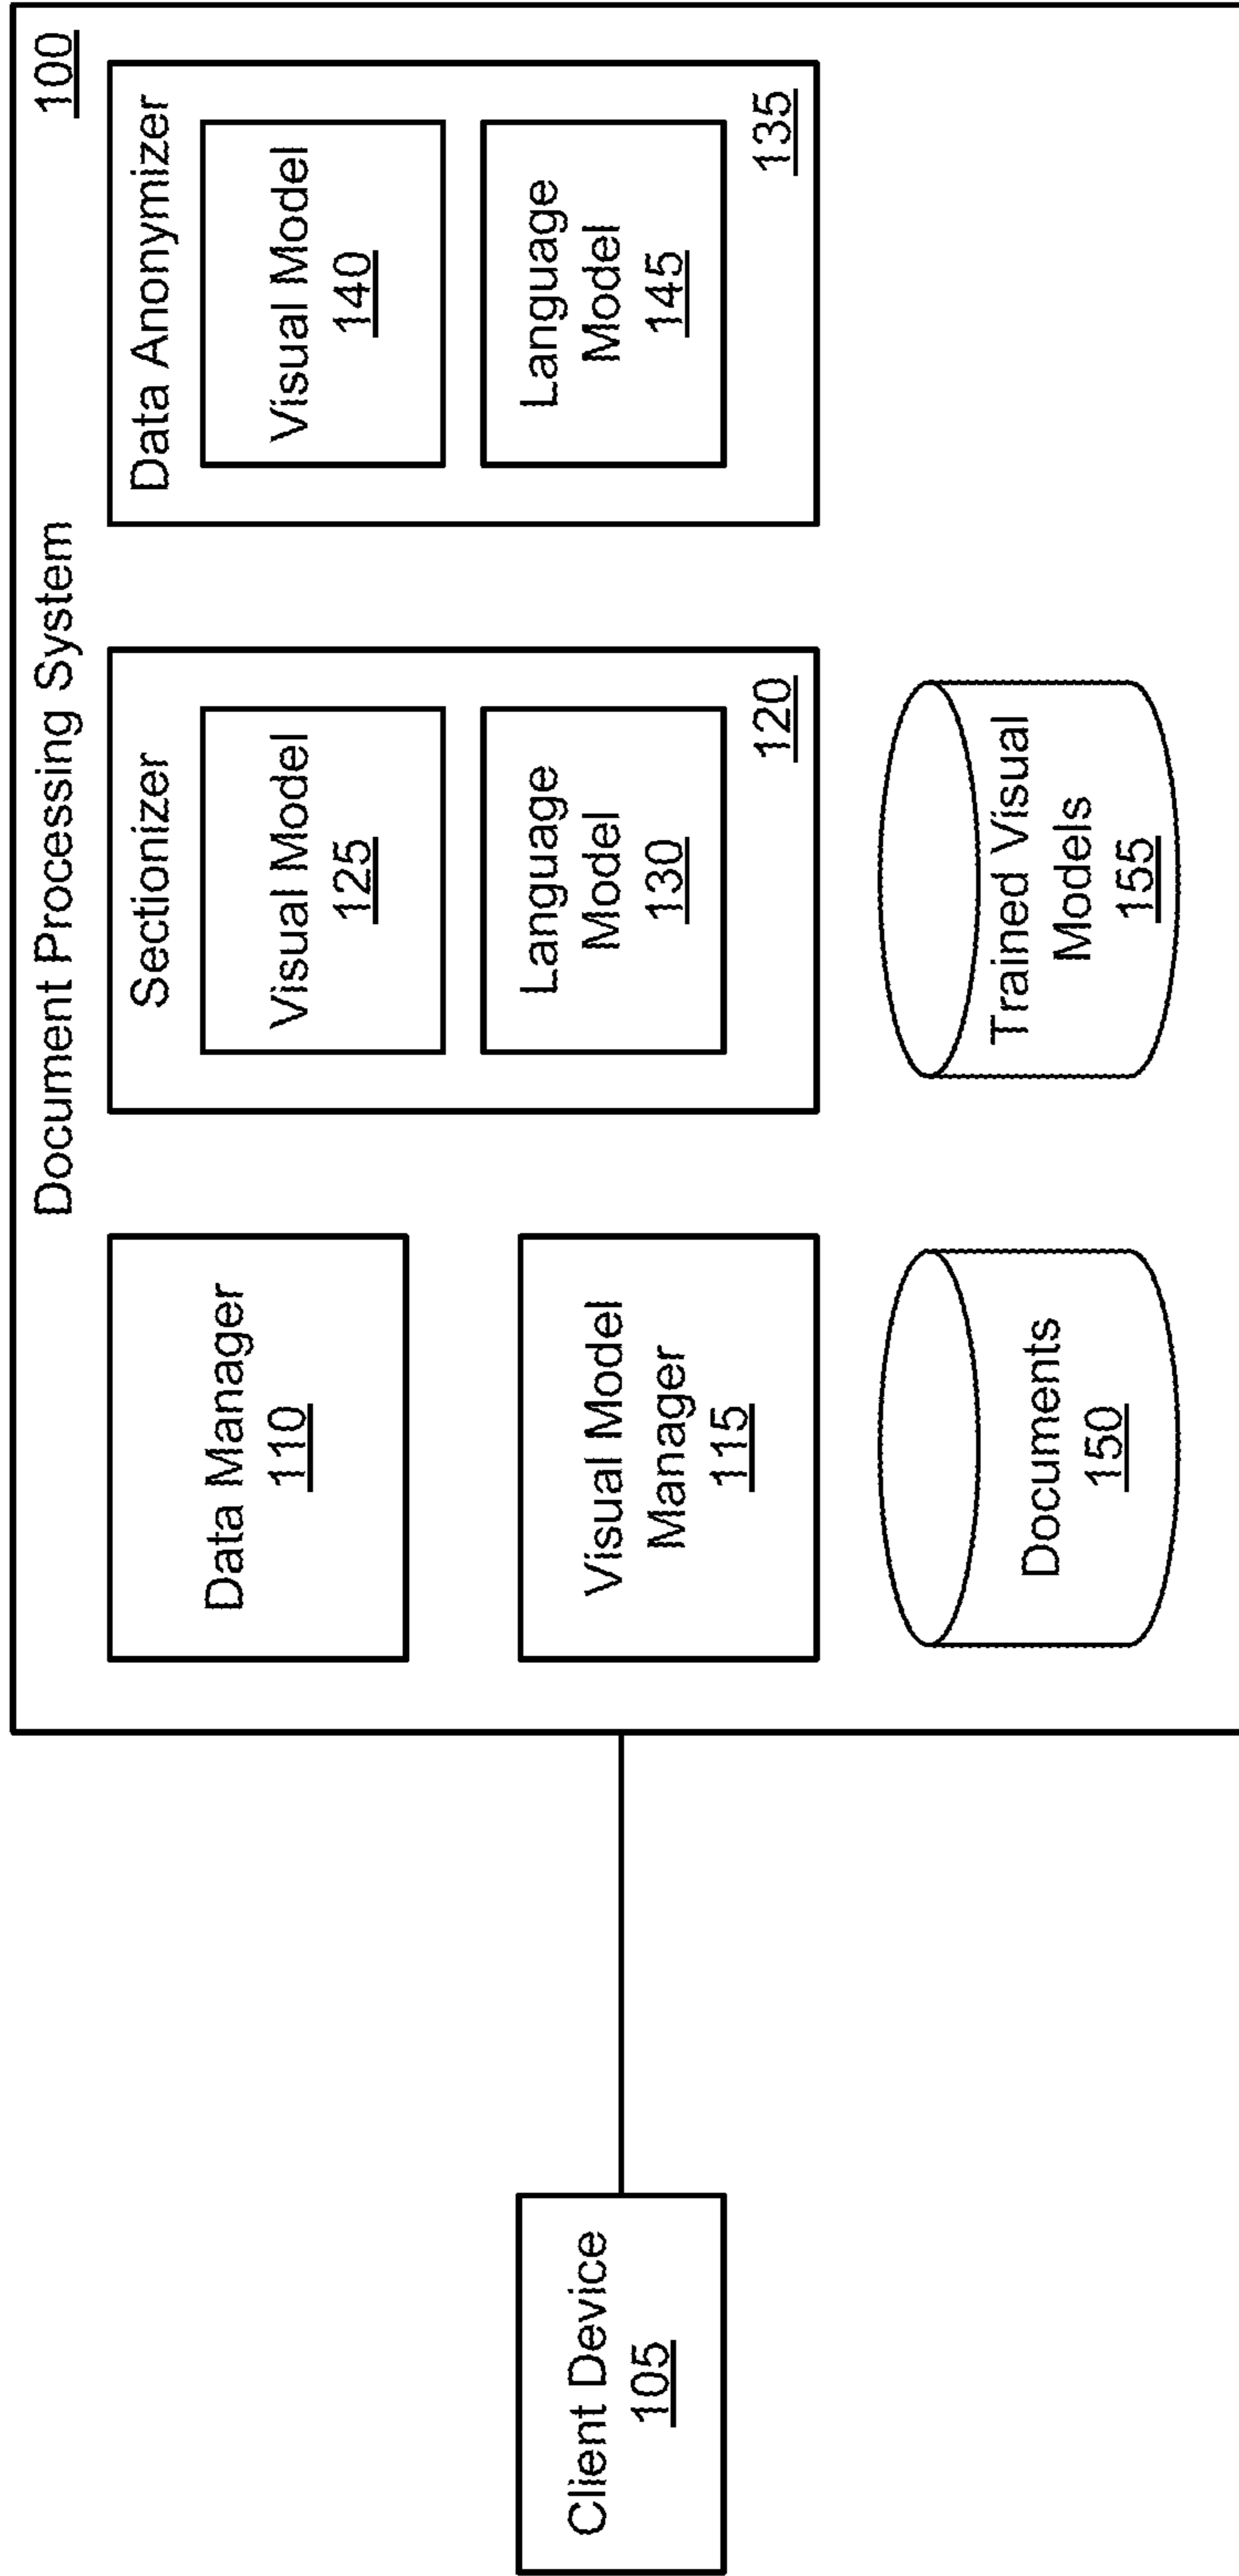 Document Processing System
100
Client Device
105
Data Manager
110
Visual Model
Manager
115
Documents
150
Sectionizer
Visual Model
125
Language
Model
130
120
Trained Visual
Models
155
Data Anonymizer
Visual Model
140
Language
Model
145
135